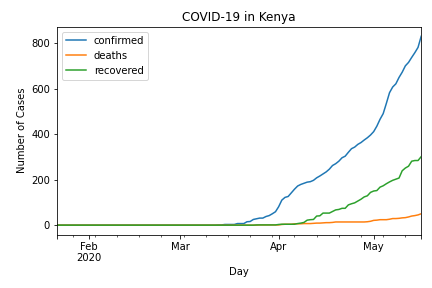 COVID-19 in Kenya
confirmed
deaths
recovered
Number of Cases
800
600
400
200
0
Feb
2020
Mar
Apr
May
Day